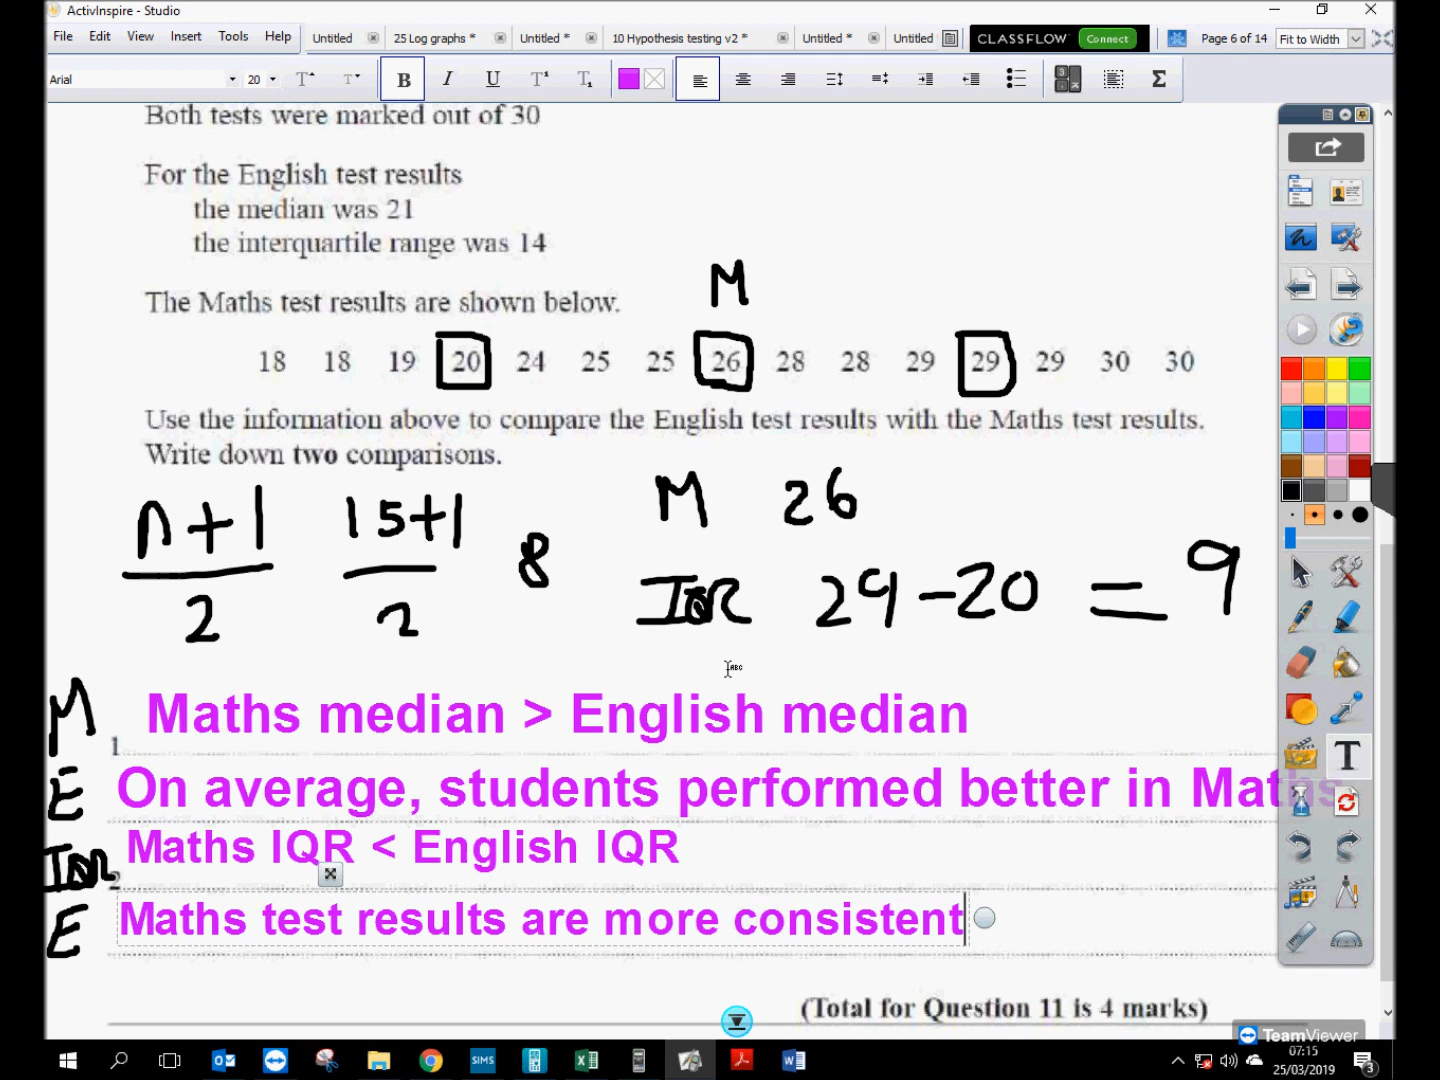 ActivInspire - Studio
File Edit View Insert Tools Help Untitled 25 Log graphs * Untitled * 10 Hypothesis testing v2 * Untitled * Untitled CLASSFLOW Connect Page 6 of 14 Fit to Width
Arial 20 B I U
Both tests were marked out of 30
For the English test results
the median was 21
the interquartile range was 14
M
The Maths test results are shown below.
18 18 19 20 24 25 25 26 28 28 29 29 29 30 30
Use the information above to compare the English test results with the Maths test results.
Write down two comparisons.
M 26
n+1 15+1 8
2 2
IQR 29-20 = 9
M Maths median > English median
1
E On average, students performed better in Maths
IQR Maths IQR < English IQR
2
E Maths test results are more consistent
(Total for Question 11 is 4 marks)
TeamViewer
SIMS
07:15
25/03/2019
3